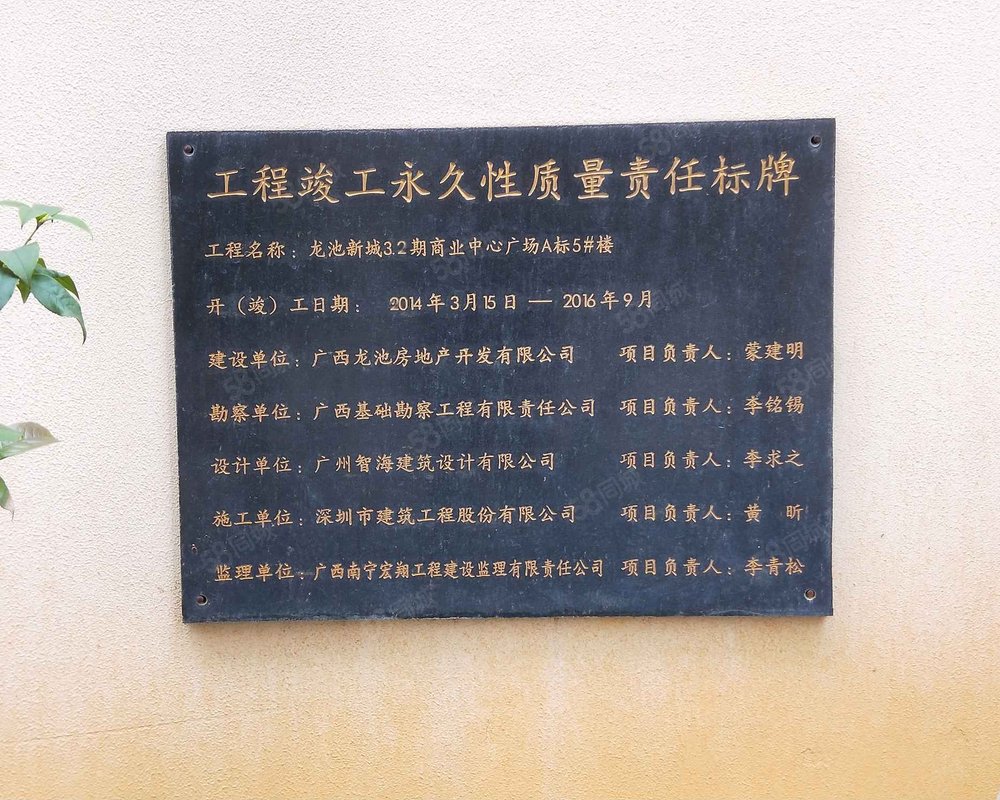 工程竣工永久性质量责任标牌
工程名称：龙池新城3.2期商业中心广场A标5#楼
开（竣）工日期： 2014年3月15日 — 2016年9月
建设单位：广西龙池房地产开发有限公司 项目负责人：蒙建明
勘察单位：广西基础勘察工程有限责任公司 项目负责人：李铭锡
设计单位：广州智海建筑设计有限公司 项目负责人：李求之
施工单位：深圳市建筑工程股份有限公司 项目负责人：黄 昕
监理单位：广西南宁宏翔工程建设监理有限责任公司 项目负责人：李青松
58同城